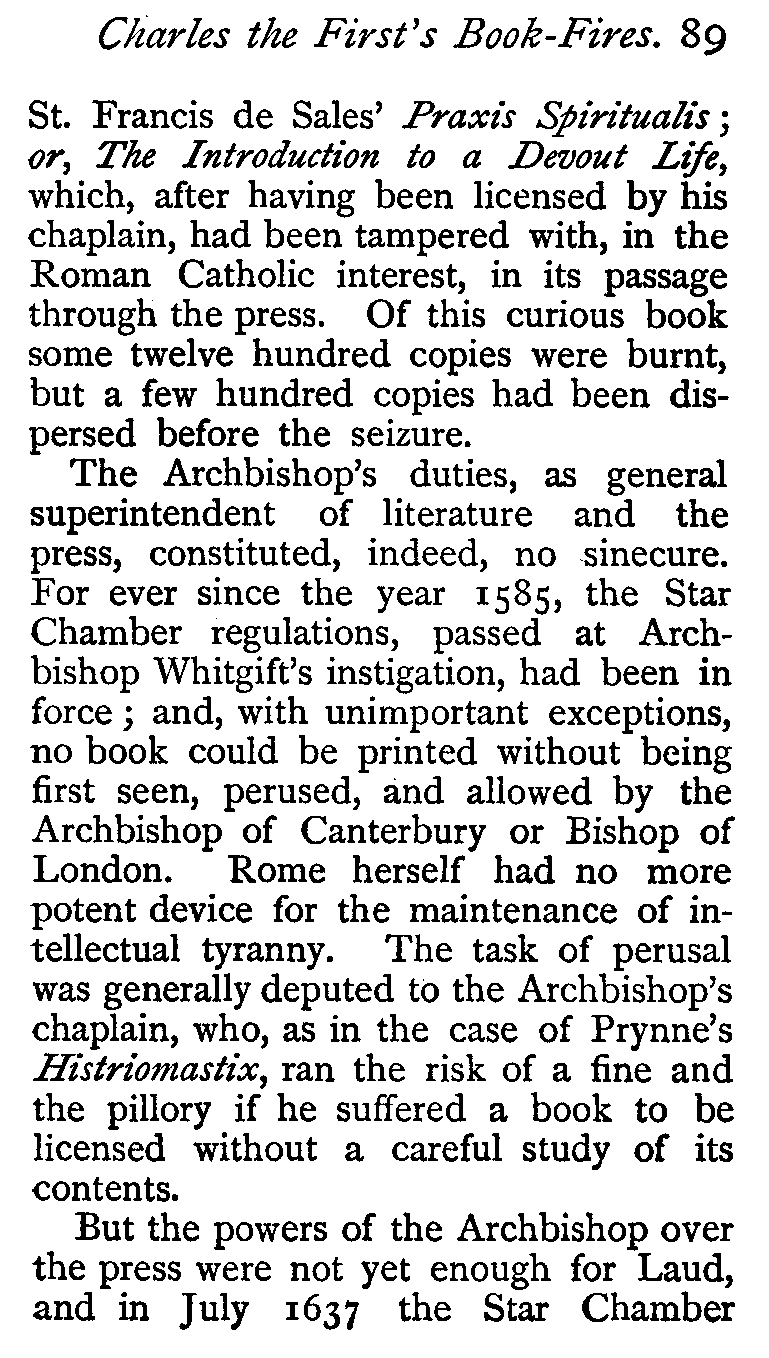 Charles the First's Book-Fires. 89
St. Francis de Sales' Praxis Spiritualis ;
or, The Introduction to a Devout Life,
which, after having been licensed by his
chaplain, had been tampered with, in the
Roman Catholic interest, in its passage
through the press. Of this curious book
some twelve hundred copies were burnt,
but a few hundred copies had been dis-
persed before the seizure.
The Archbishop's duties, as general
superintendent of literature and the
press, constituted, indeed, no sinecure.
For ever since the year 1585, the Star
Chamber regulations, passed at Arch-
bishop Whitgift's instigation, had been in
force ; and, with unimportant exceptions,
no book could be printed without being
first seen, perused, and allowed by the
Archbishop of Canterbury or Bishop of
London. Rome herself had no more
potent device for the maintenance of in-
tellectual tyranny. The task of perusal
was generally deputed to the Archbishop's
chaplain, who, as in the case of Prynne's
Histriomastix, ran the risk of a fine and
the pillory if he suffered a book to be
licensed without a careful study of its
contents.
But the powers of the Archbishop over
the press were not yet enough for Laud,
and in July 1637 the Star Chamber